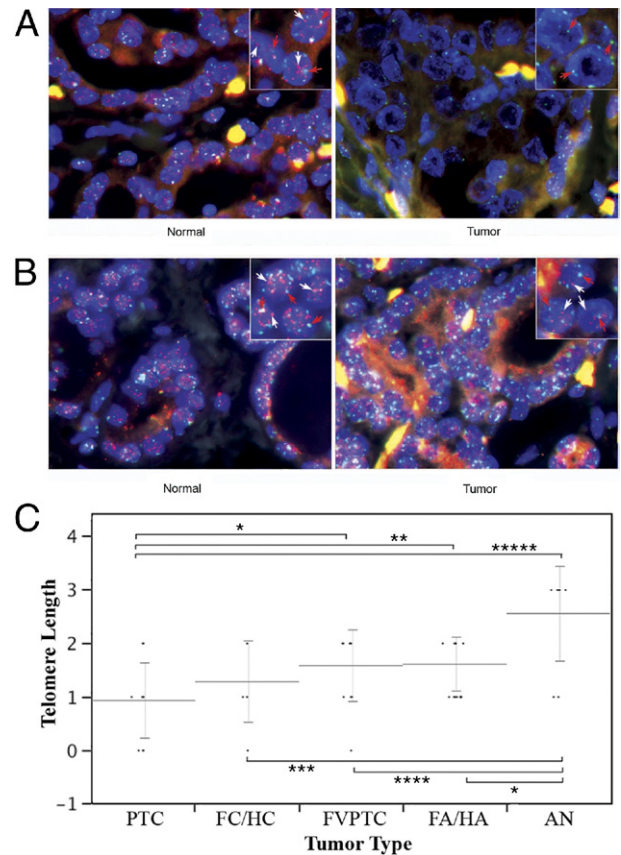 A
Normal
Tumor
B
Normal
Tumor
C
*
**
*****
4
3
2
1
0
-1
Telomere Length
***
****
*
PTC
FC/HC
FVPTC
FA/HA
AN
Tumor Type